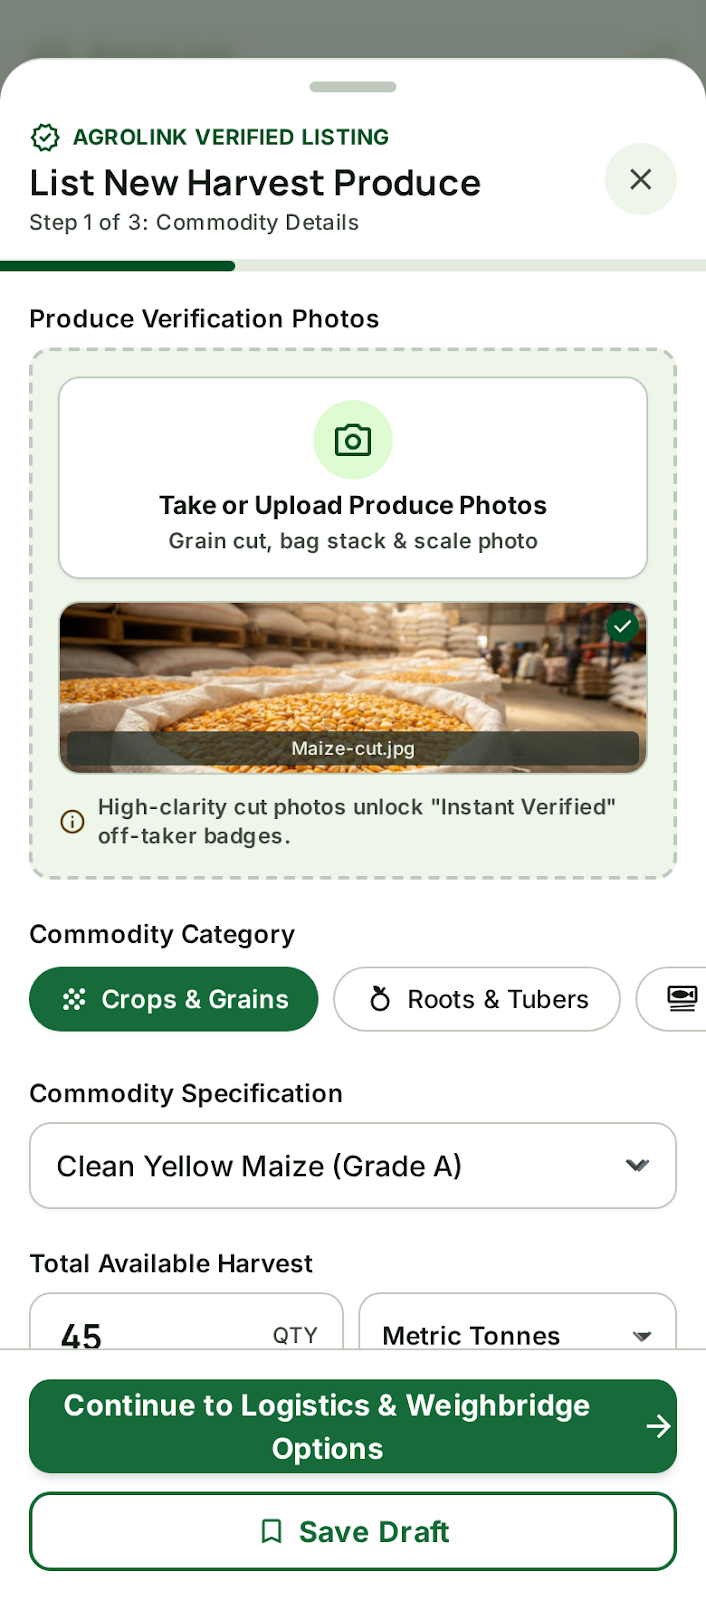 AGROLINK VERIFIED LISTING
List New Harvest Produce
Step 1 of 3: Commodity Details
Produce Verification Photos
Take or Upload Produce Photos
Grain cut, bag stack & scale photo
Maize-cut.jpg
High-clarity cut photos unlock "Instant Verified"
off-taker badges.
Commodity Category
Crops & Grains
Roots & Tubers
Commodity Specification
Clean Yellow Maize (Grade A)
Total Available Harvest
45 QTY
Metric Tonnes
Continue to Logistics & Weighbridge
Options
Save Draft